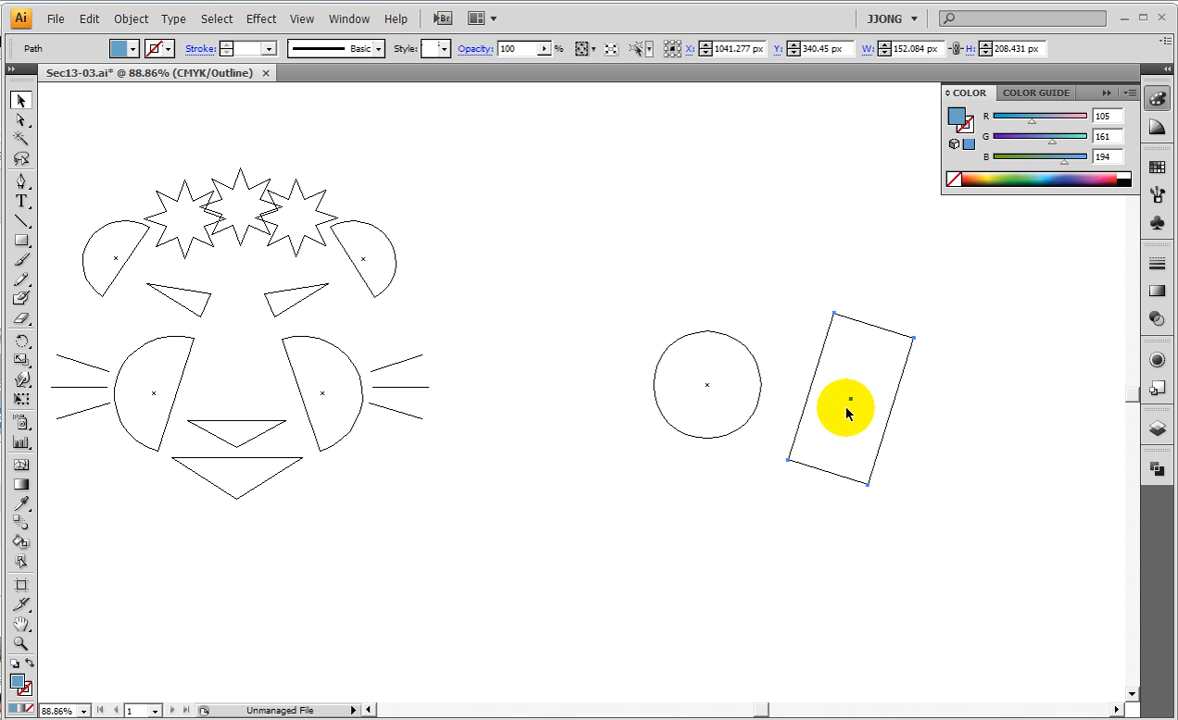 Ai File Edit Object Type Select Effect View Window Help Br JJONG
Path Stroke: Basic Style: Opacity: 100 % X: 1041.277 px Y: 340.45 px W: 152.084 px H: 208.431 px
Sec13-03.ai* @ 88.86% (CMYK/Outline) ×
COLOR COLOR GUIDE
R 105
G 161
B 194
T
88.86% 1 Unmanaged File